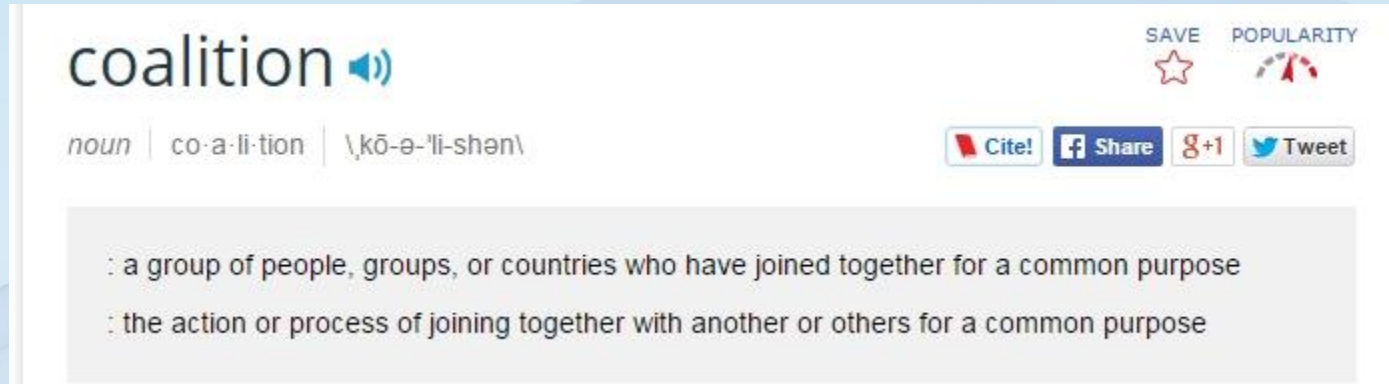 coalition
SAVE POPULARITY
noun co·a·li·tion \ˌkō-ə-ˈli-shən\
Cite! Share g+1 Tweet
: a group of people, groups, or countries who have joined together for a common purpose
: the action or process of joining together with another or others for a common purpose